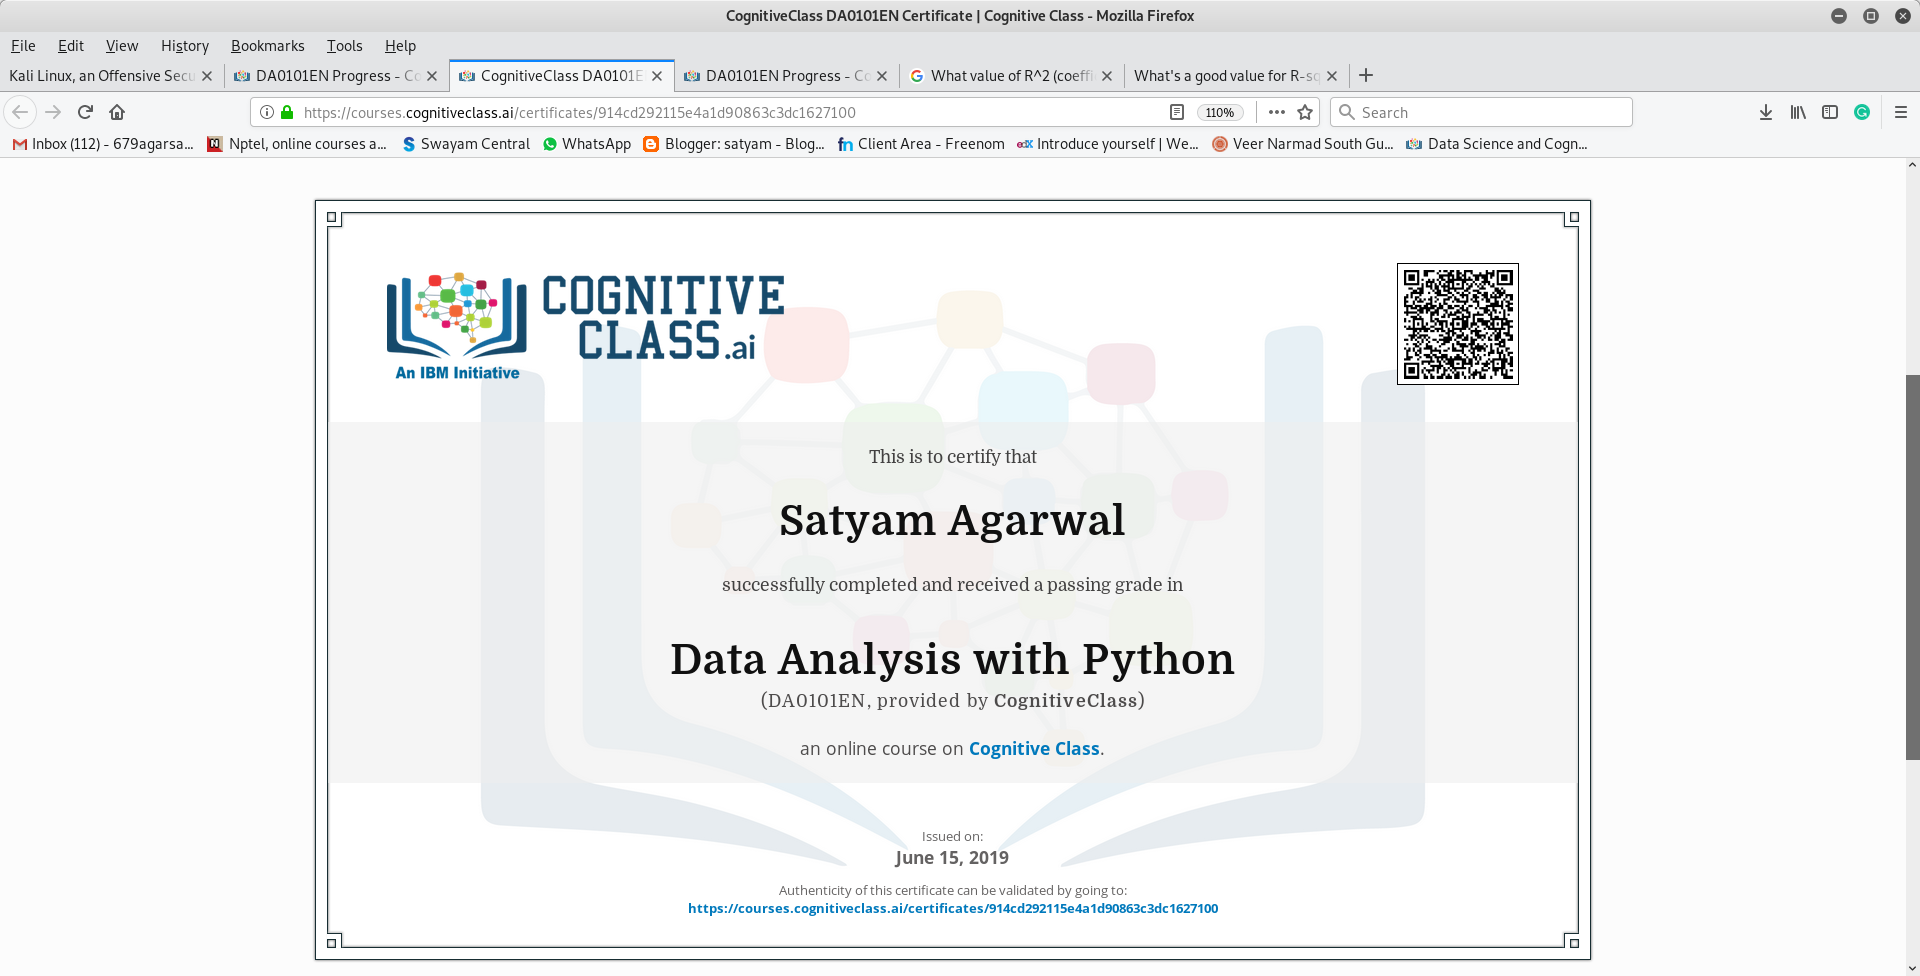 CognitiveClass DA0101EN Certificate | Cognitive Class - Mozilla Firefox
File Edit View History Bookmarks Tools Help
Kali Linux, an Offensive Secu
DA0101EN Progress - Co
CognitiveClass DA0101E
DA0101EN Progress - Co
What value of R^2 (coeffi
What's a good value for R-sq
https://courses.cognitiveclass.ai/certificates/914cd292115e4a1d90863c3dc1627100
110%
Search
Inbox (112) - 679agarsa...
Nptel, online courses a...
Swayam Central
WhatsApp
Blogger: satyam - Blog...
Client Area - Freenom
Introduce yourself | We...
Veer Narmad South Gu...
Data Science and Cogn...
COGNITIVE
CLASS.ai
An IBM Initiative
This is to certify that
Satyam Agarwal
successfully completed and received a passing grade in
Data Analysis with Python
(DA0101EN, provided by CognitiveClass)
an online course on Cognitive Class.
Issued on:
June 15, 2019
Authenticity of this certificate can be validated by going to:
https://courses.cognitiveclass.ai/certificates/914cd292115e4a1d90863c3dc1627100